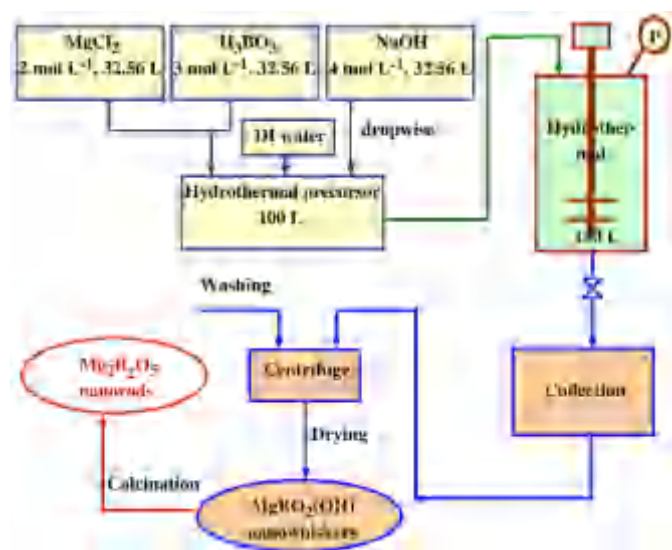 MgCl2
2 mol L-1, 32.56 L
H3BO3
3 mol L-1, 32.56 L
NaOH
4 mol L-1, 32.56 L
P
DI water
dropwise
Hydrothermal precursor
100 L
Hydrother-
mal
L
Washing
Centrifuge
Collection
Mg2B2O5
nanorods
Drying
Calcination
MgBO2(OH)
nanowhiskers